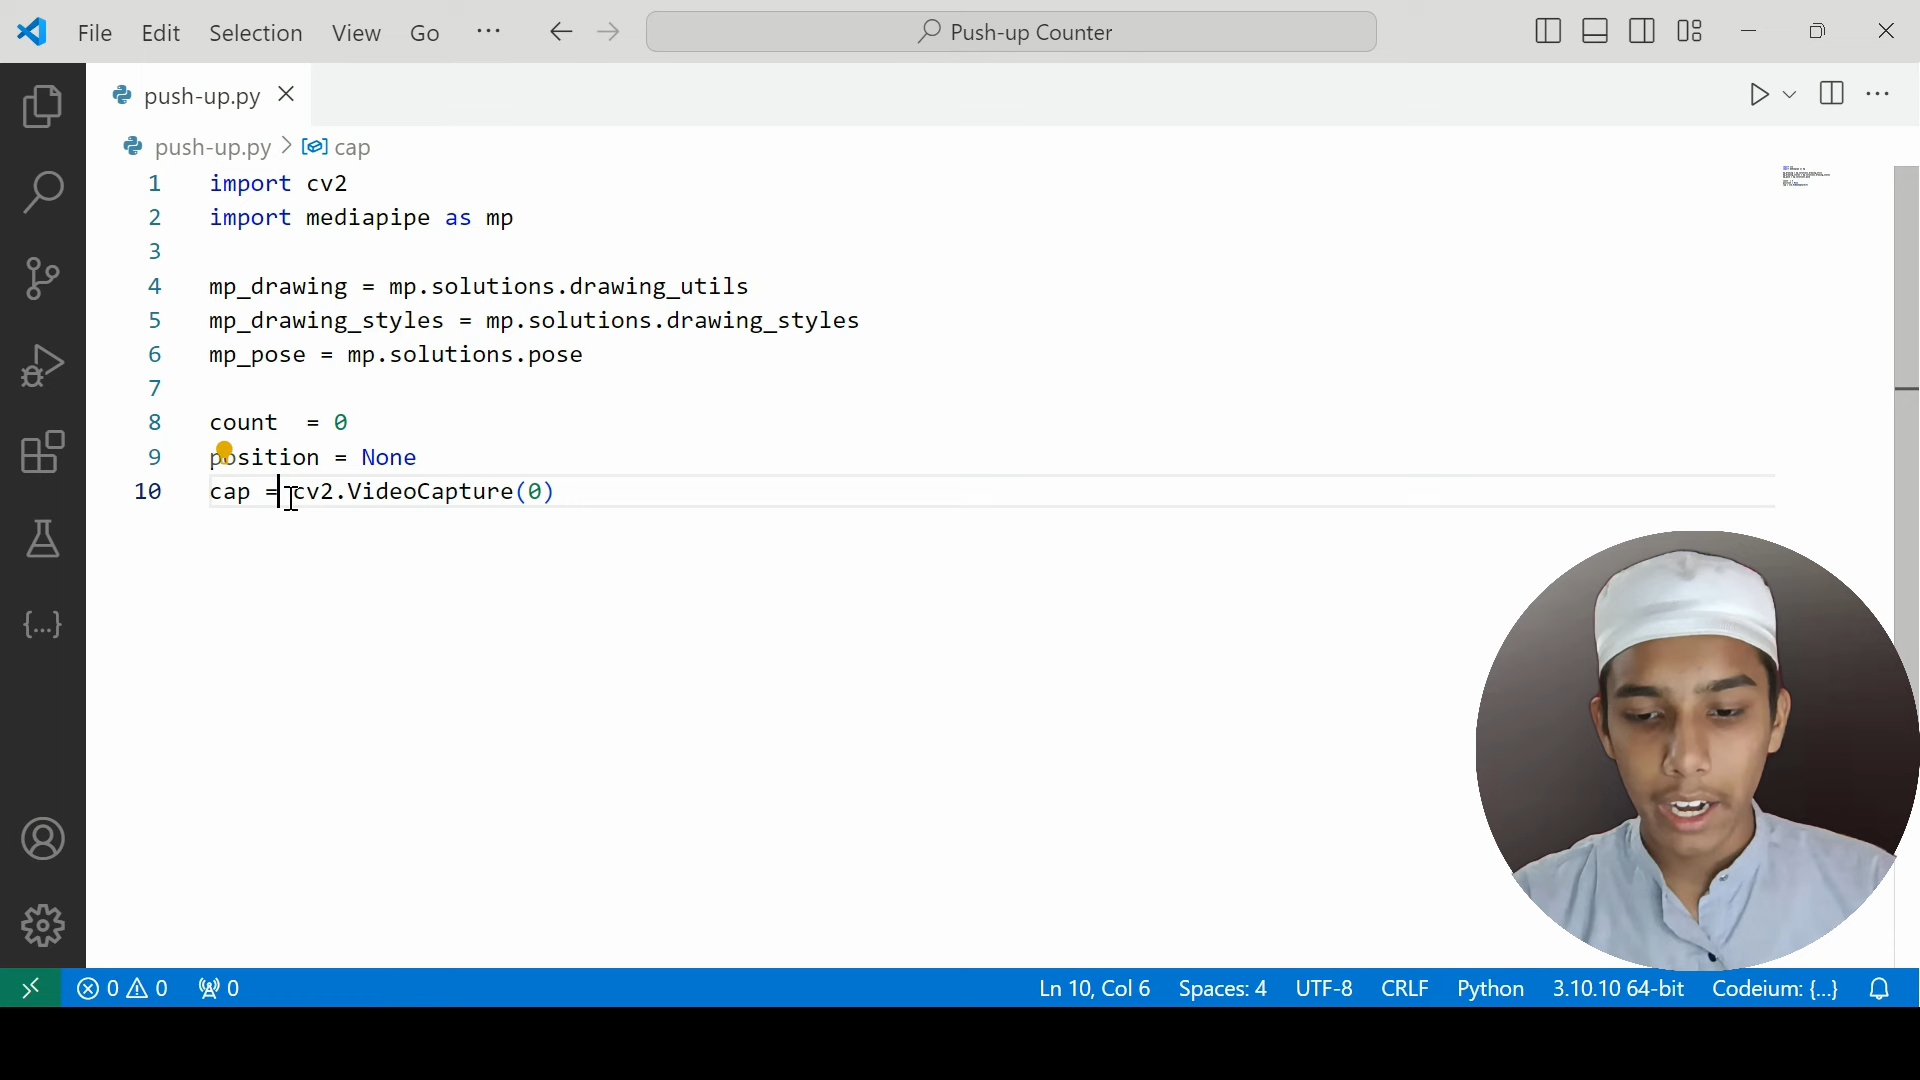 File Edit Selection View Go ··· Push-up Counter
push-up.py
push-up.py > cap
1 import cv2
2 import mediapipe as mp
3
4 mp_drawing = mp.solutions.drawing_utils
5 mp_drawing_styles = mp.solutions.drawing_styles
6 mp_pose = mp.solutions.pose
7
8 count  = 0
9 position = None
10 cap = cv2.VideoCapture(0)
0 0 0 Ln 10, Col 6 Spaces: 4 UTF-8 CRLF Python 3.10.10 64-bit Codeium: {...}